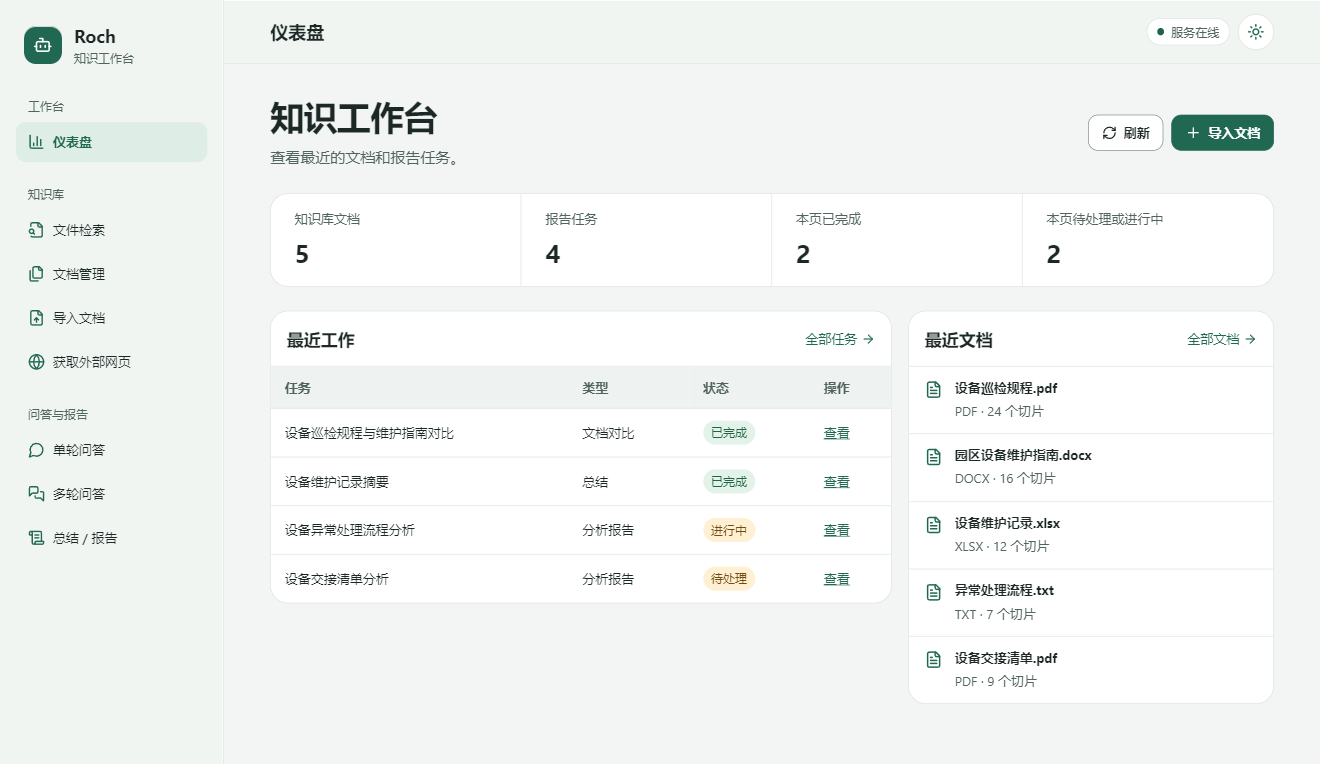 Roch
知识工作台
工作台
仪表盘
知识库
文件检索
文档管理
导入文档
获取外部网页
问答与报告
单轮问答
多轮问答
总结 / 报告
仪表盘
服务在线
知识工作台
查看最近的文档和报告任务。
刷新
导入文档
知识库文档
5
报告任务
4
本页已完成
2
本页待处理或进行中
2
最近工作
全部任务 →
任务 类型 状态 操作
设备巡检规程与维护指南对比 文档对比 已完成 查看
设备维护记录摘要 总结 已完成 查看
设备异常处理流程分析 分析报告 进行中 查看
设备交接清单分析 分析报告 待处理 查看
最近文档
全部文档 →
设备巡检规程.pdf
PDF · 24 个切片
园区设备维护指南.docx
DOCX · 16 个切片
设备维护记录.xlsx
XLSX · 12 个切片
异常处理流程.txt
TXT · 7 个切片
设备交接清单.pdf
PDF · 9 个切片